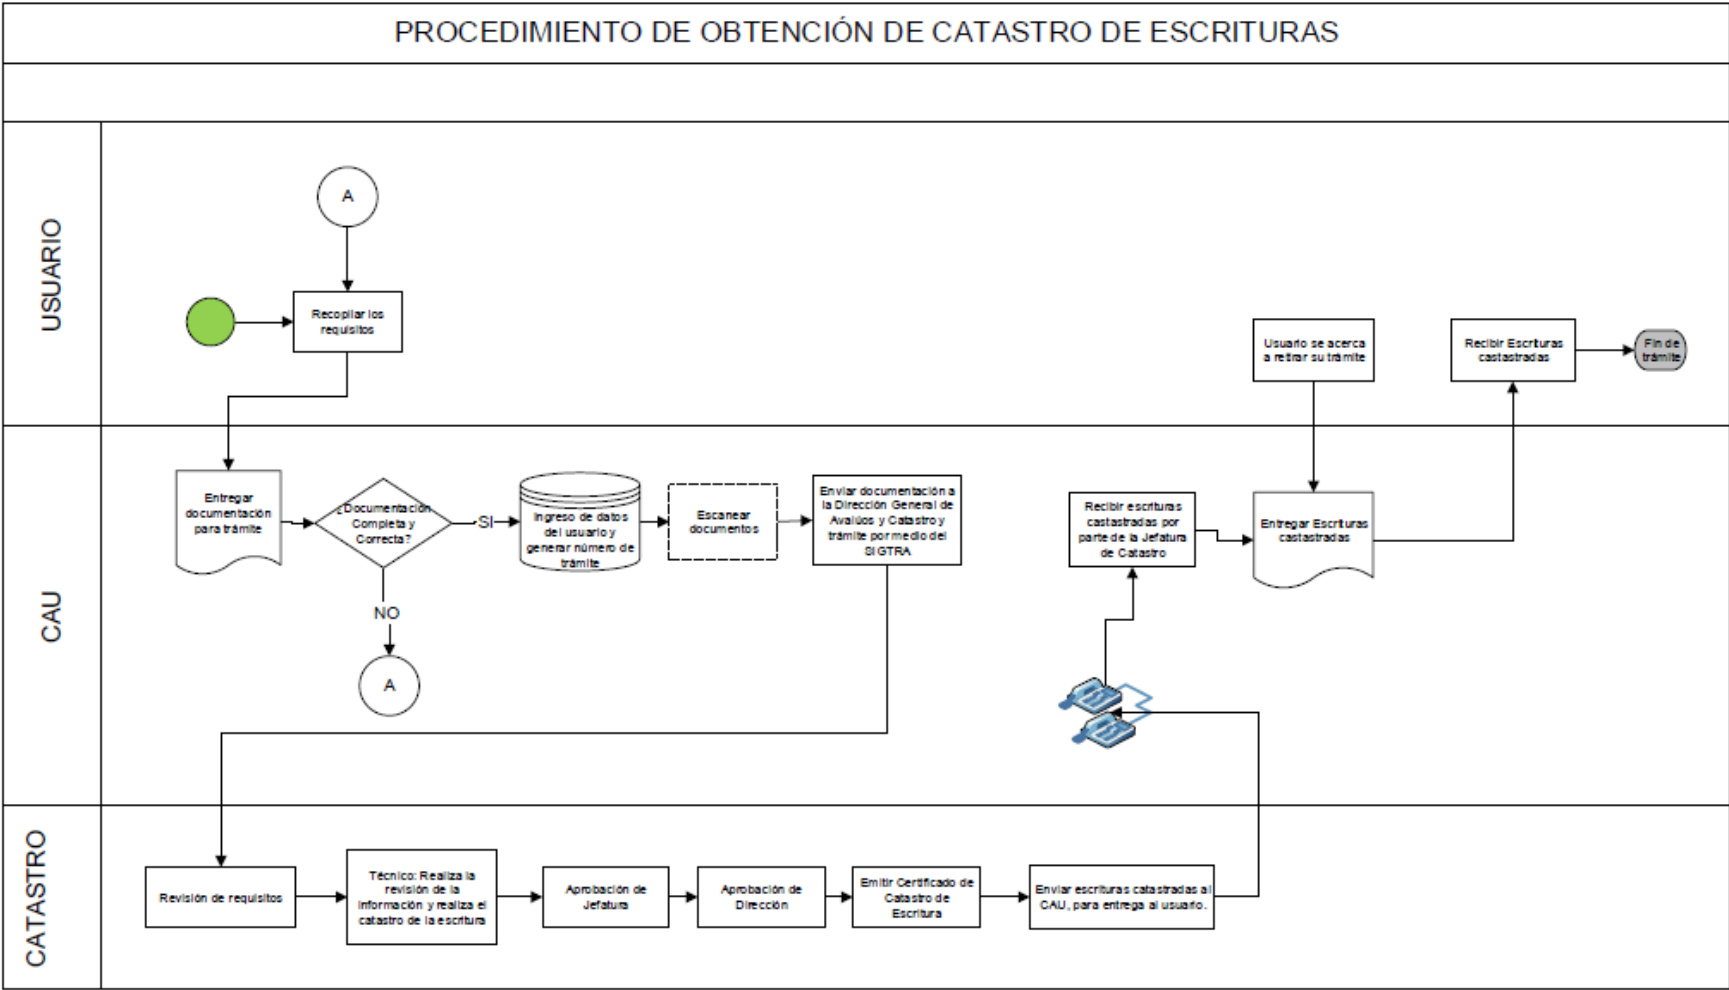 PROCEDIMIENTO DE OBTENCIÓN DE CATASTRO DE ESCRITURAS
USUARIO
A
Recopilar los
requisitos
Usuario se acerca
a retirar su trámite
Recibir Escrituras
castastradas
Fin de
trámite
CAU
Entregar
documentación
para trámite
¿Documentación
Completa y
Correcta?
SI
NO
A
Ingreso de datos
del usuario y
generar número de
trámite
Escanear
documentos
Enviar documentación a
la Dirección General de
Avalúos y Catastro y
trámite por medio del
SIGTRA
Recibir escrituras
castastradas por
parte de la Jefatura
de Catastro
Entregar Escrituras
castastradas
CATASTRO
Revisión de requisitos
Técnico: Realiza la
revisión de la
información y realiza el
catastro de la escritura
Aprobación de
Jefatura
Aprobación de
Dirección
Emitir Certificado de
Catastro de
Escritura
Enviar escrituras catastradas al
CAU, para entrega al usuario.